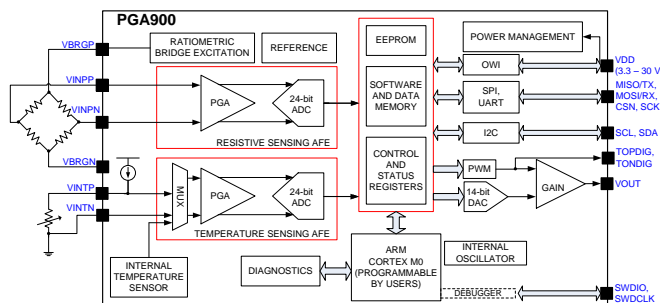 PGA900
VBRGP
RATIOMETRIC
BRIDGE EXCITATION
REFERENCE
EEPROM
POWER MANAGEMENT
VDD
(3.3 – 30 V
VINPP
VINPN
PGA
24-bit
ADC
RESISTIVE SENSING AFE
SOFTWARE
AND DATA
MEMORY
OWI
SPI,
UART
MISO/TX,
MOSI/RX,
CSN, SCK
I2C
SCL, SDA
VBRGN
VINTP
VINTN
MUX
PGA
24-bit
ADC
TEMPERATURE SENSING AFE
CONTROL
AND
STATUS
REGISTERS
PWM
14-bit
DAC
GAIN
TOPDIG,
TONDIG
VOUT
INTERNAL
TEMPERATURE
SENSOR
DIAGNOSTICS
ARM
CORTEX M0
(PROGRAMMABLE
BY USERS)
INTERNAL
OSCILLATOR
DEBUGGER
SWDIO,
SWDCLK